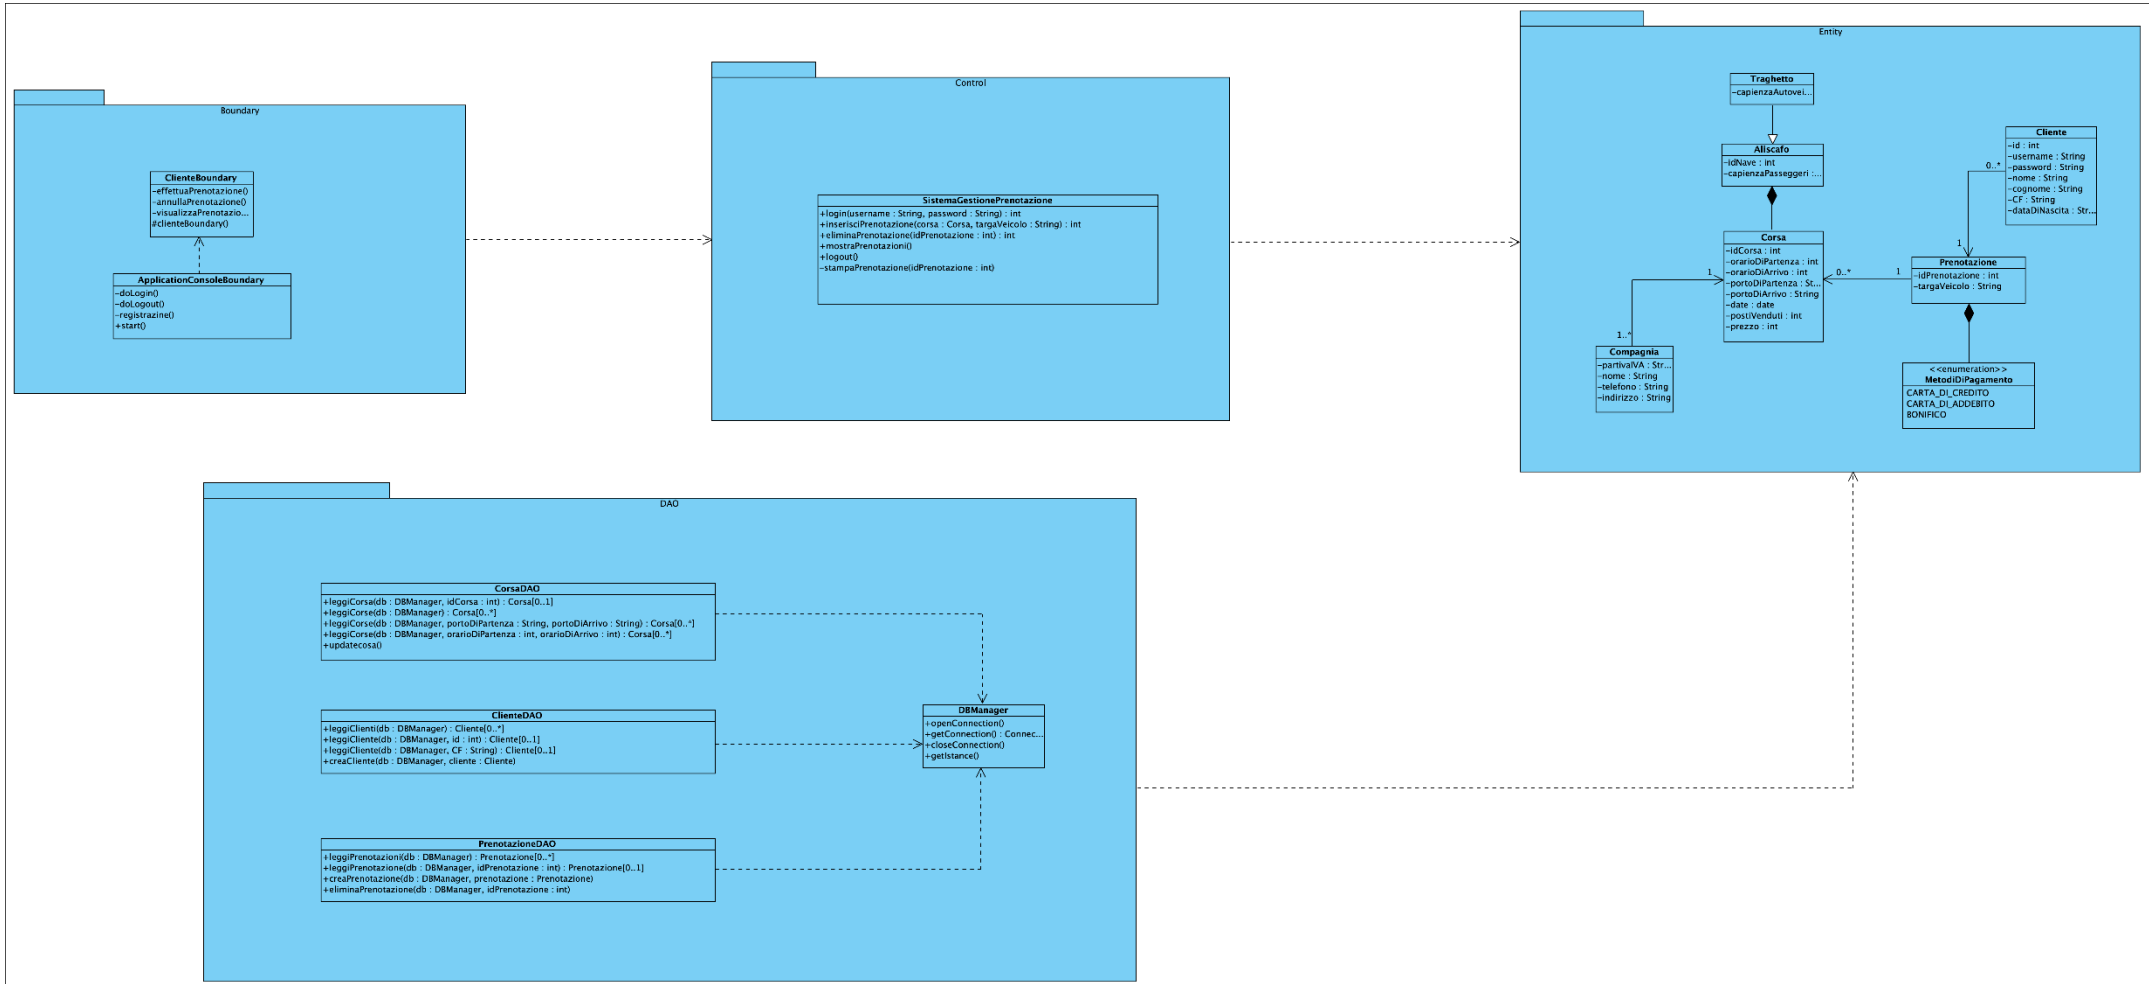 Boundary
ClienteBoundary
-effettuaPrenotazione()
-annullaPrenotazione()
-visualizzaPrenotazio...
#clienteBoundary()
ApplicationConsoleBoundary
-doLogin()
-doLogout()
-registrazine()
+start()
Control
SistemaGestionePrenotazione
+login(username : String, password : String) : int
+inserisciPrenotazione(corsa : Corsa, targaVeicolo : String) : int
+eliminaPrenotazione(idPrenotazione : int) : int
+mostraPrenotazioni()
+logout()
-stampaPrenotazione(idPrenotazione : int)
Entity
Traghetto
-capienzaAutovei...
Aliscafo
-idNave : int
-capienzaPasseggeri :...
Cliente
-id : int
-username : String
-password : String
-nome : String
-cognome : String
-CF : String
-dataDiNascita : Str...
0..*
1
Corsa
-idCorsa : int
-orarioDiPartenza : int
-orarioDiArrivo : int
-portoDiPartenza : St...
-portoDiArrivo : String
-date : date
-postiVenduti : int
-prezzo : int
1
0..*
1
Prenotazione
-idPrenotazione : int
-targaVeicolo : String
1..*
Compagnia
-partivaIVA : Str...
-nome : String
-telefono : String
-indirizzo : String
<<enumeration>>
MetodiDiPagamento
CARTA_DI_CREDITO
CARTA_DI_ADDEBITO
BONIFICO
DAO
CorsaDAO
+leggiCorsa(db : DBManager, idCorsa : int) : Corsa[0..1]
+leggiCorse(db : DBManager) : Corsa[0..*]
+leggiCorse(db : DBManager, portoDiPartenza : String, portoDiArrivo : String) : Corsa[0..*]
+leggiCorse(db : DBManager, orarioDiPartenza : int, orarioDiArrivo : int) : Corsa[0..*]
+updatecosa()
ClienteDAO
+leggiClienti(db : DBManager) : Cliente[0..*]
+leggiCliente(db : DBManager, id : int) : Cliente[0..1]
+leggiCliente(db : DBManager, CF : String) : Cliente[0..1]
+creaCliente(db : DBManager, cliente : Cliente)
DBManager
+openConnection()
+getConnection() : Connec...
+closeConnection()
+getIstance()
PrenotazioneDAO
+leggiPrenotazioni(db : DBManager) : Prenotazione[0..*]
+leggiPrenotazione(db : DBManager, idPrenotazione : int) : Prenotazione[0..1]
+creaPrenotazione(db : DBManager, prenotazione : Prenotazione)
+eliminaPrenotazione(db : DBManager, idPrenotazione : int)